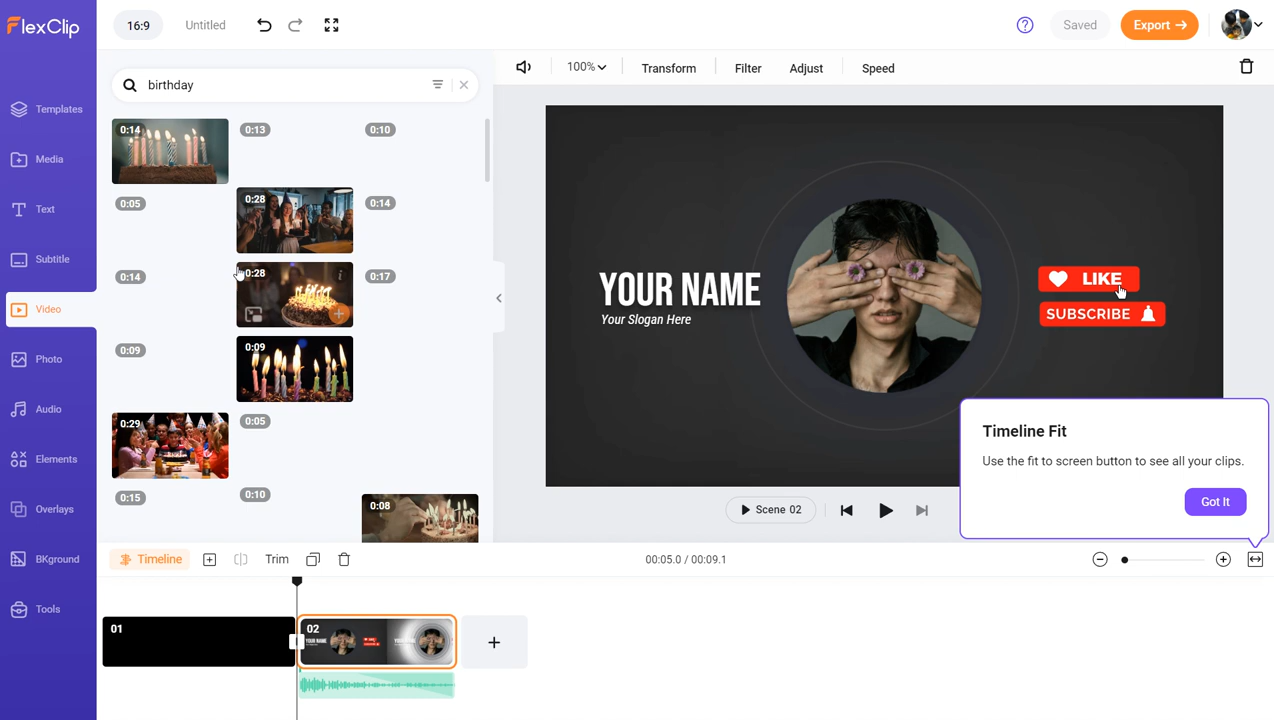 FlexClip
16:9
Untitled
Saved
Export
birthday
100%
Transform
Filter
Adjust
Speed
Templates
Media
Text
Subtitle
Video
Photo
Audio
Elements
Overlays
BKground
Tools
0:14
0:13
0:10
0:05
0:28
0:14
0:14
0:28
0:17
0:09
0:09
0:29
0:05
0:15
0:10
0:08
YOUR NAME
Your Slogan Here
LIKE
SUBSCRIBE
Timeline Fit
Use the fit to screen button to see all your clips.
Got It
Scene 02
Timeline
Trim
00:05.0 / 00:09.1
01
02
YOUR NAME